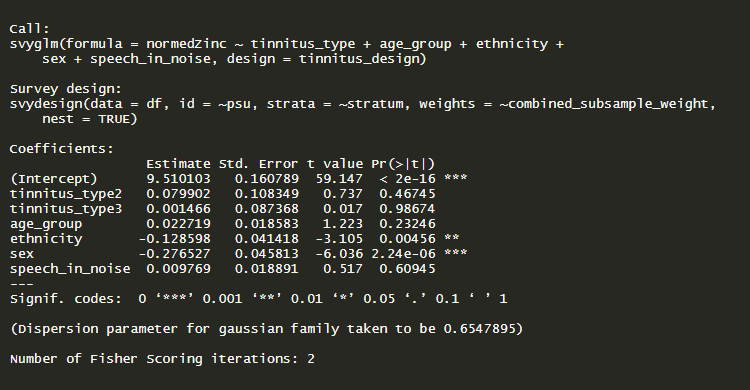 Call:
svyglm(formula = normedZinc ~ tinnitus_type + age_group + ethnicity +
    sex + speech_in_noise, design = tinnitus_design)
Survey design:
svydesign(data = df, id = ~psu, strata = ~stratum, weights = ~combined_subsample_weight,
    nest = TRUE)
Coefficients:
                 Estimate Std. Error t value Pr(>|t|)
(Intercept)      9.510103   0.160789  59.147  < 2e-16 ***
tinnitus_type2   0.079902   0.108349   0.737  0.46745
tinnitus_type3   0.001466   0.087368   0.017  0.98674
age_group        0.022719   0.018583   1.223  0.23246
ethnicity       -0.128598   0.041418  -3.105  0.00456 **
sex             -0.276527   0.045813  -6.036 2.24e-06 ***
speech_in_noise  0.009769   0.018891   0.517  0.60945
---
Signif. codes:  0 ‘***’ 0.001 ‘**’ 0.01 ‘*’ 0.05 ‘.’ 0.1 ‘ ’ 1
(Dispersion parameter for gaussian family taken to be 0.6547895)
Number of Fisher Scoring iterations: 2